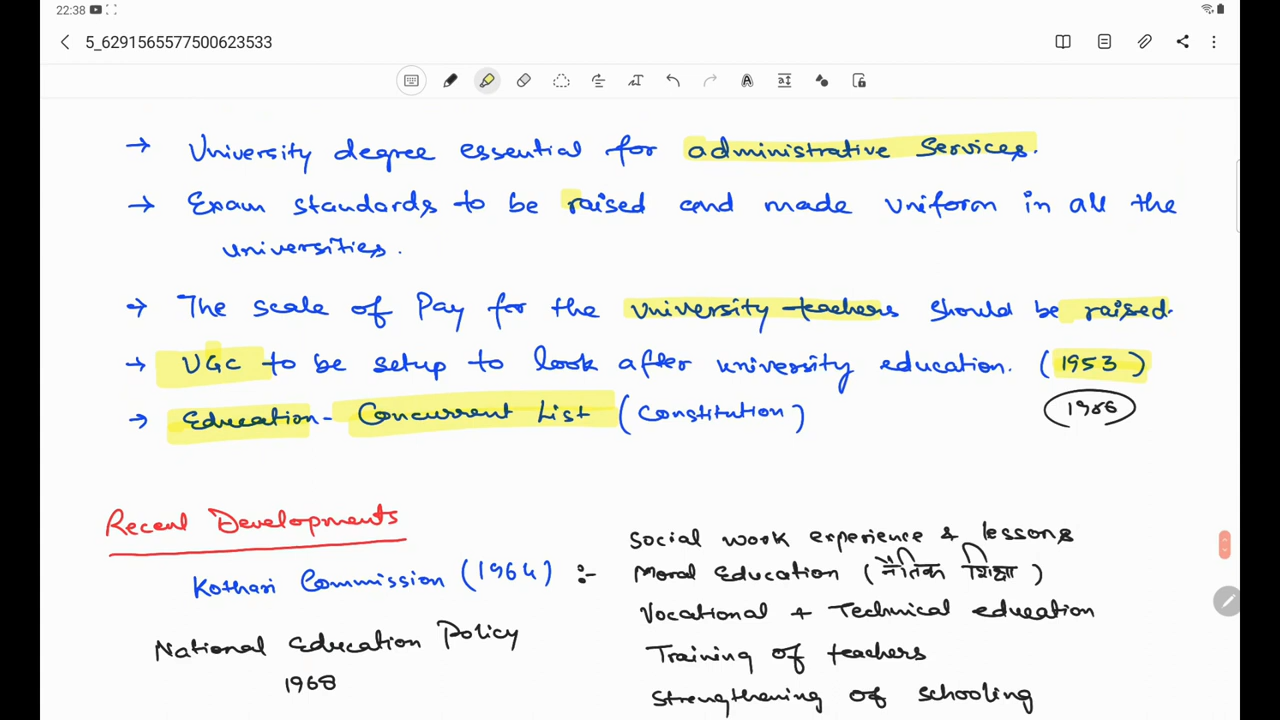 22:38
5_6291565577500623533
→ University degree essential for administrative Services.
→ Exam standards to be raised and made uniform in all the
universities.
→ The scale of Pay for the University teachers should be raised.
→ UGC to be setup to look after university education. (1953)
→ Education - Concurrent List (Constitution)
1956
Recent Developments
Kothari Commission (1964) :-
National Education Policy
1968
Social work experience & lessons
Moral Education (नैतिक शिक्षा)
Vocational + Technical education
Training of teachers
Strengthening of schooling